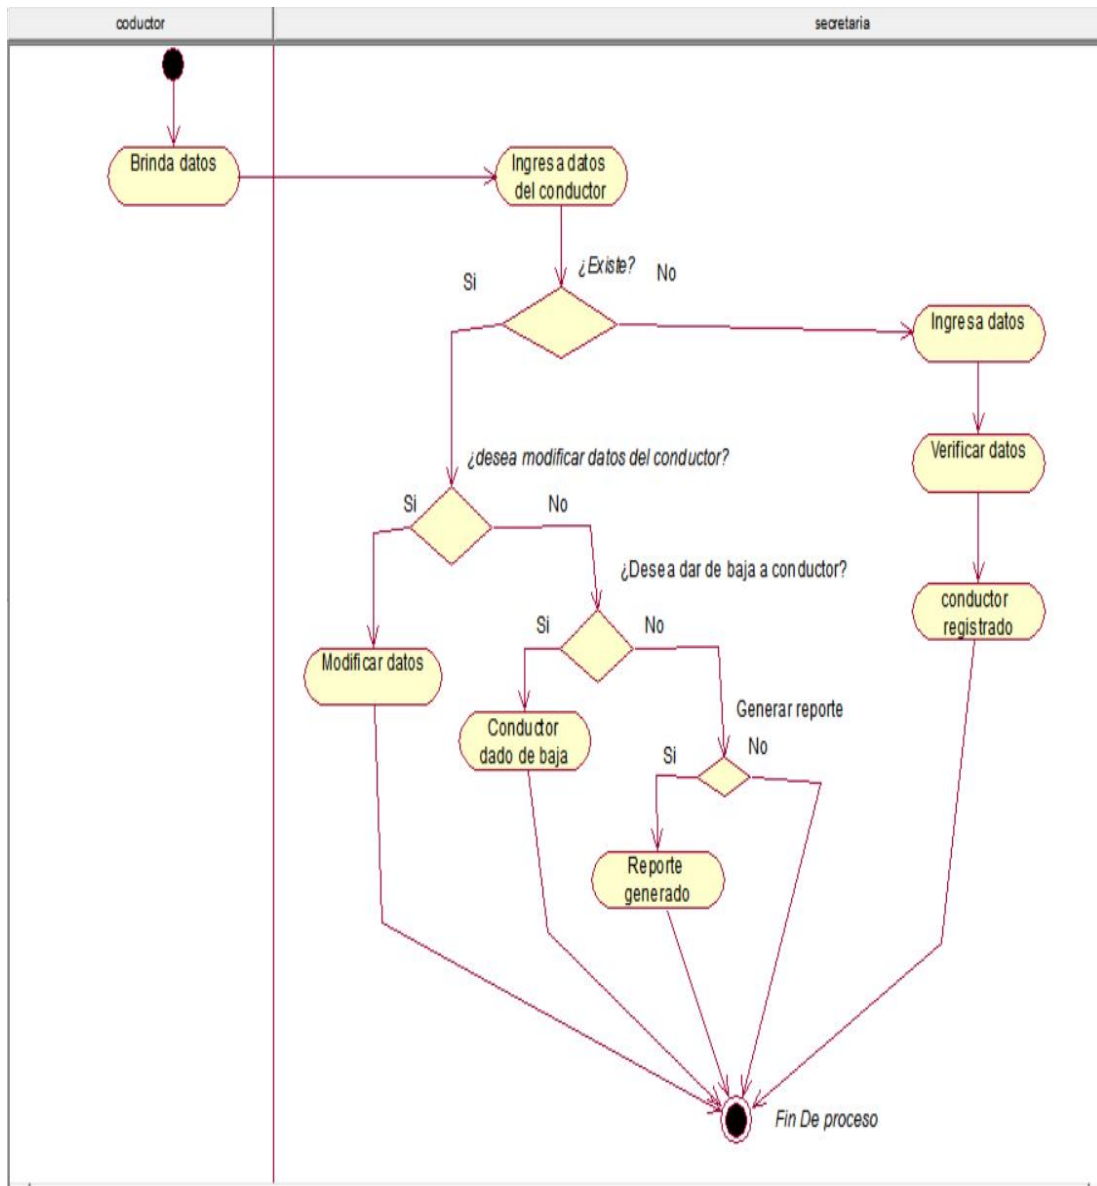 coductor
secretaria
Brinda datos
Ingresa datos
del conductor
¿Existe?
Si
No
Ingresa datos
Verificar datos
¿desea modificar datos del conductor?
Si
No
¿Desea dar de baja a conductor?
conductor
registrado
Si
No
Modificar datos
Generar reporte
Conductor
dado de baja
Si
No
Reporte
generado
Fin De proceso